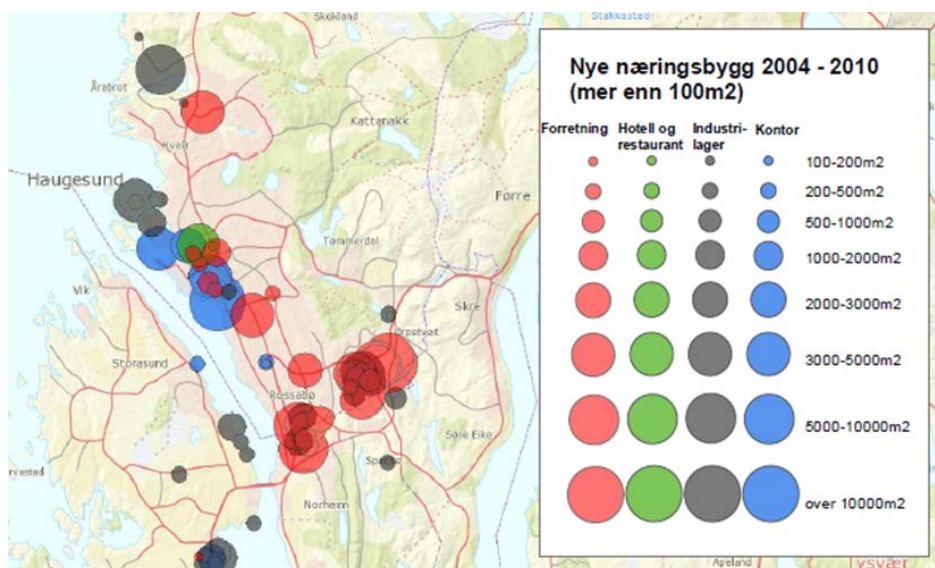 Skokland
Stakkastad
Årabrot
Kvala
Kattanakk
Haugesund
Førre
Tømmerdal
Vik
Skre
Storasund
Rossabø
Søre Eike
Norheim
Apeland
Nye næringsbygg 2004 - 2010
(mer enn 100m2)
Forretning Hotell og restaurant Industri-lager Kontor
100-200m2
200-500m2
500-1000m2
1000-2000m2
2000-3000m2
3000-5000m2
5000-10000m2
over 10000m2